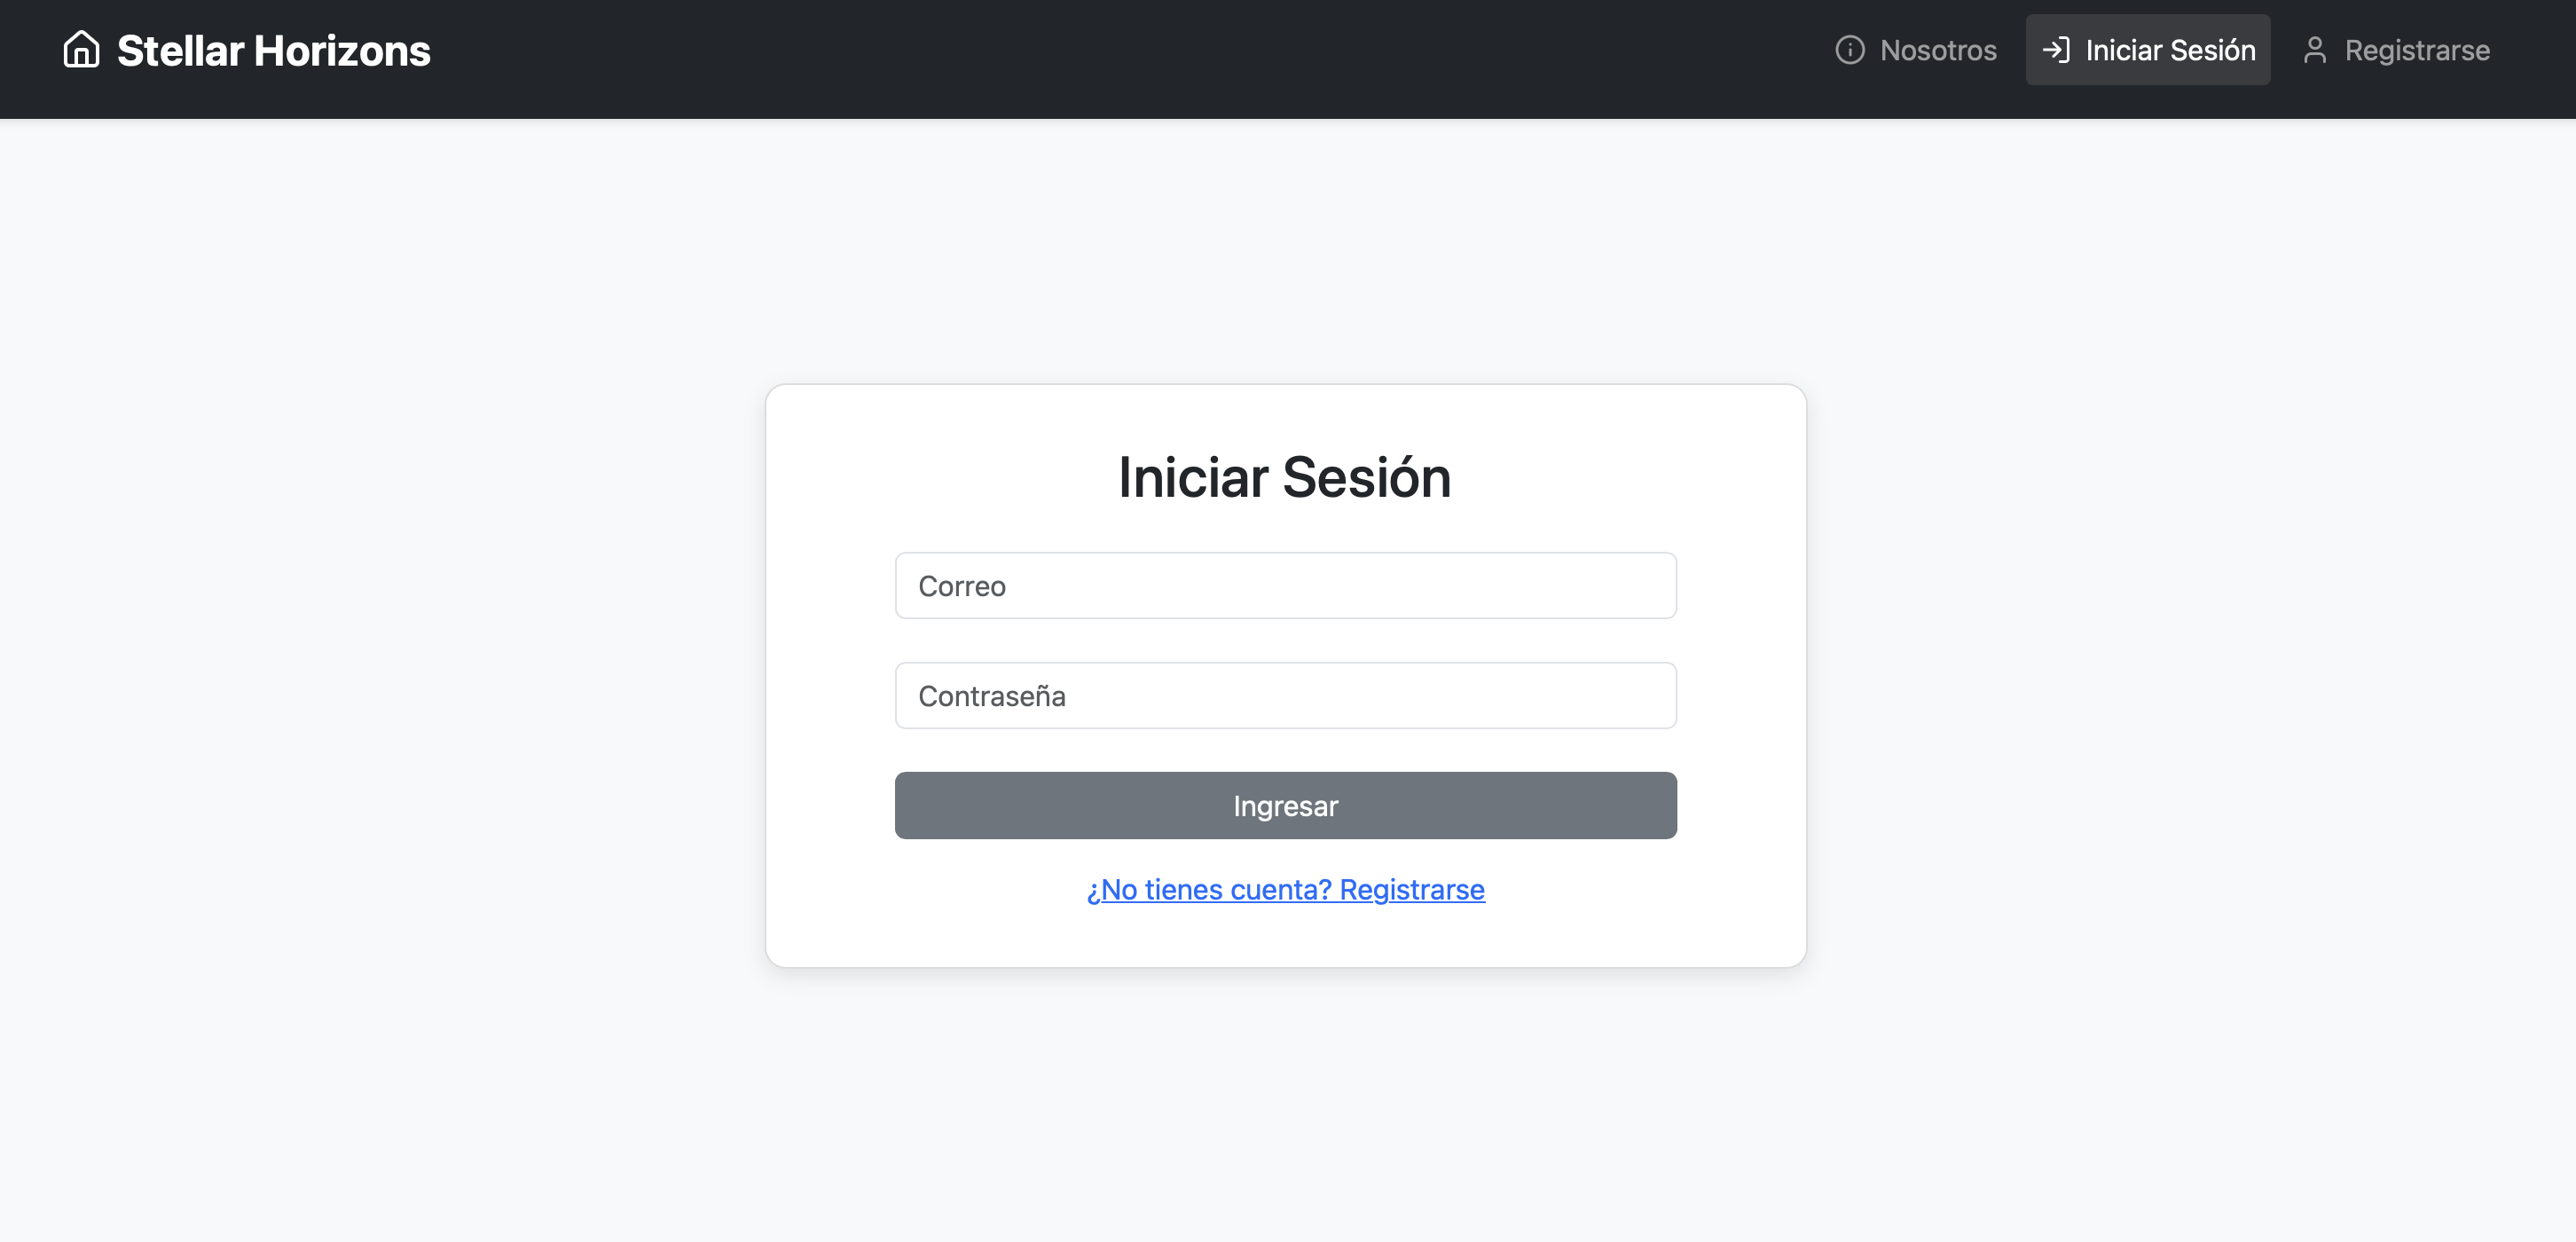 Stellar Horizons
Nosotros
Iniciar Sesión
Registrarse
Iniciar Sesión
Correo
Contraseña
Ingresar
¿No tienes cuenta? Registrarse